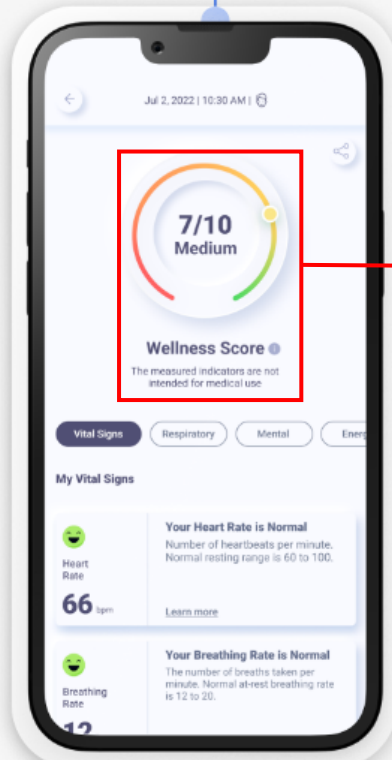 Jul 2, 2022 | 10:30 AM |
7/10
Medium
Wellness Score
The measured indicators are not
intended for medical use
Vital Signs
Respiratory
Mental
Energ
My Vital Signs
Your Heart Rate is Normal
Number of heartbeats per minute.
Normal resting range is 60 to 100.
Heart
Rate
66 bpm
Learn more
Your Breathing Rate is Normal
The number of breaths taken per
minute. Normal at-rest breathing rate
is 12 to 20.
Breathing
Rate
12